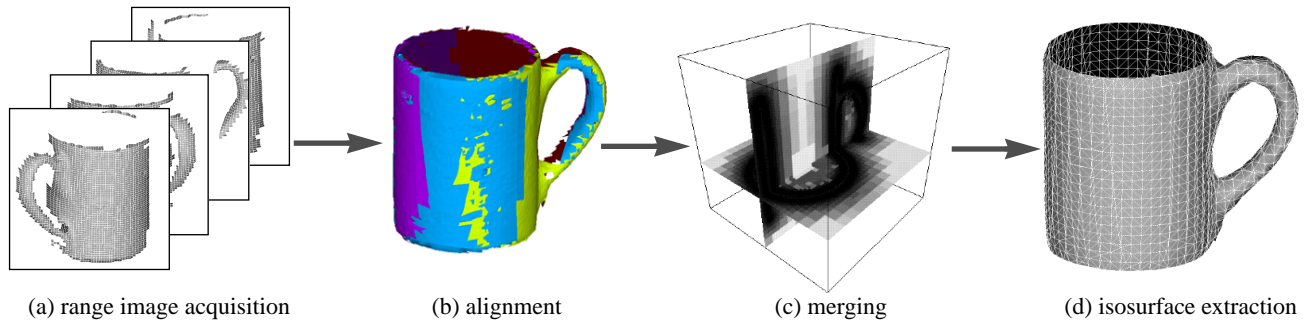 (a) range image acquisition
(b) alignment
(c) merging
(d) isosurface extraction